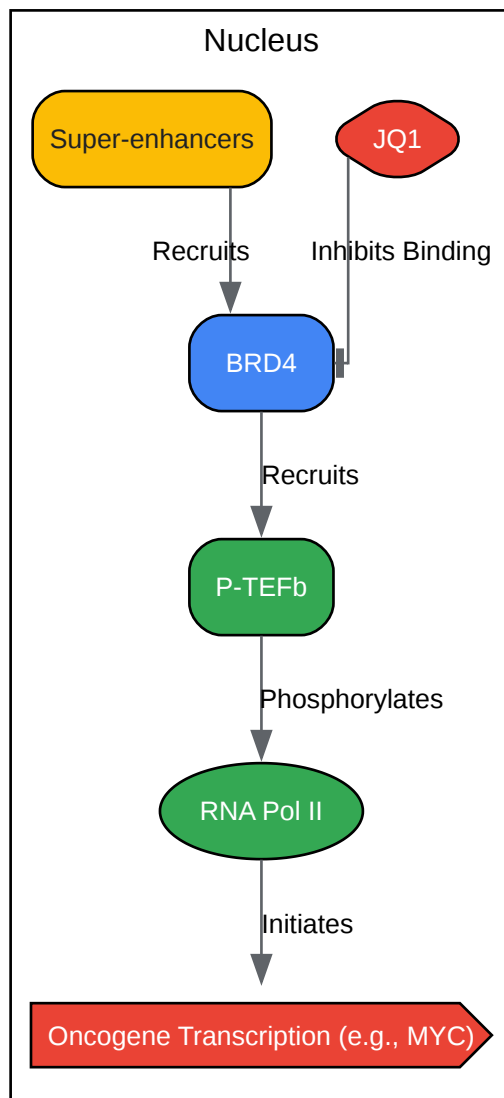 Nucleus
Super-enhancers
JQ1
Recruits
Inhibits Binding
BRD4
Recruits
P-TEFb
Phosphorylates
RNA Pol II
Initiates
Oncogene Transcription (e.g., MYC)